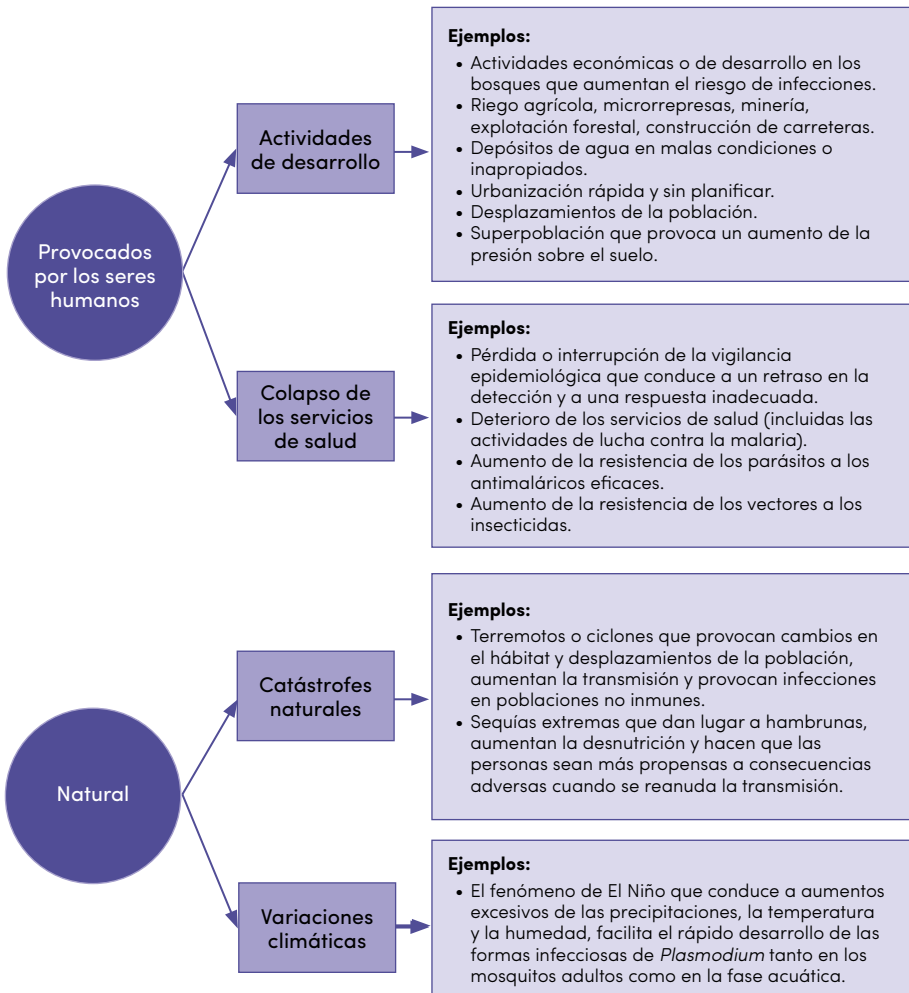 Provocados
por los seres
humanos
Actividades
de desarrollo
Ejemplos:
• Actividades económicas o de desarrollo en los
bosques que aumentan el riesgo de infecciones.
• Riego agrícola, microrrepresas, minería,
explotación forestal, construcción de carreteras.
• Depósitos de agua en malas condiciones o
inapropiados.
• Urbanización rápida y sin planificar.
• Desplazamientos de la población.
• Superpoblación que provoca un aumento de la
presión sobre el suelo.
Colapso de
los servicios
de salud
Ejemplos:
• Pérdida o interrupción de la vigilancia
epidemiológica que conduce a un retraso en la
detección y a una respuesta inadecuada.
• Deterioro de los servicios de salud (incluidas las
actividades de lucha contra la malaria).
• Aumento de la resistencia de los parásitos a los
antimaláricos eficaces.
• Aumento de la resistencia de los vectores a los
insecticidas.
Natural
Catástrofes
naturales
Ejemplos:
• Terremotos o ciclones que provocan cambios en
el hábitat y desplazamientos de la población,
aumentan la transmisión y provocan infecciones
en poblaciones no inmunes.
• Sequías extremas que dan lugar a hambrunas,
aumentan la desnutrición y hacen que las
personas sean más propensas a consecuencias
adversas cuando se reanuda la transmisión.
Variaciones
climáticas
Ejemplos:
• El fenómeno de El Niño que conduce a aumentos
excesivos de las precipitaciones, la temperatura
y la humedad, facilita el rápido desarrollo de las
formas infecciosas de Plasmodium tanto en los
mosquitos adultos como en la fase acuática.